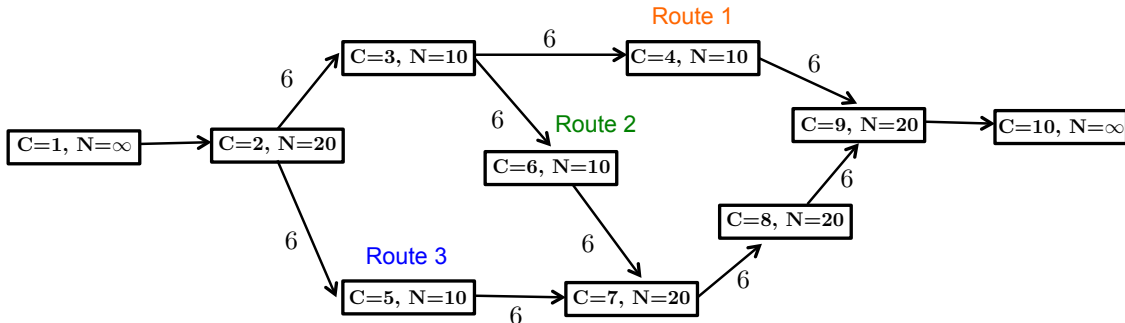 Route 1
6
C=3, N=10
C=4, N=10
6
6
6
Route 2
C=1, N=∞
C=2, N=20
C=9, N=20
C=10, N=∞
C=6, N=10
6
C=8, N=20
6
6
Route 3
C=5, N=10
C=7, N=20
6
6